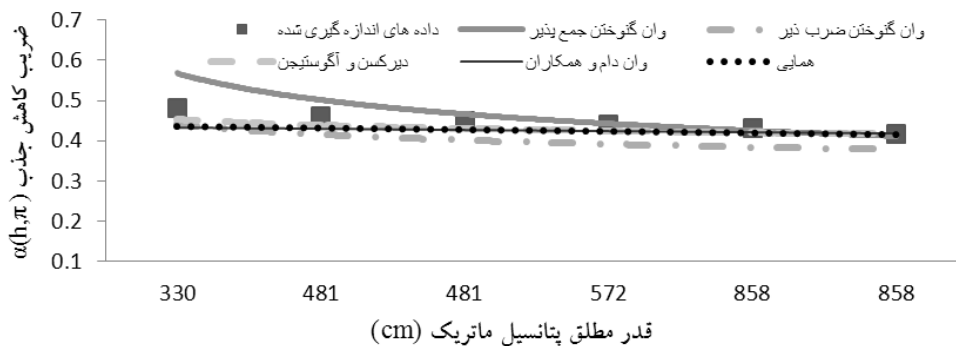 داده های اندازه گیری شده وان گنوختن جمع پذیر وان گنوختن ضرب ذیر
دیرکسن و آگوستیجن وان دام و همکاران همایی
ضریب کاهش جذب α(h,π)
0.7
0.6
0.5
0.4
0.3
0.2
0.1
330 481 481 572 858 858
قدر مطلق پتانسیل ماتریک (cm)